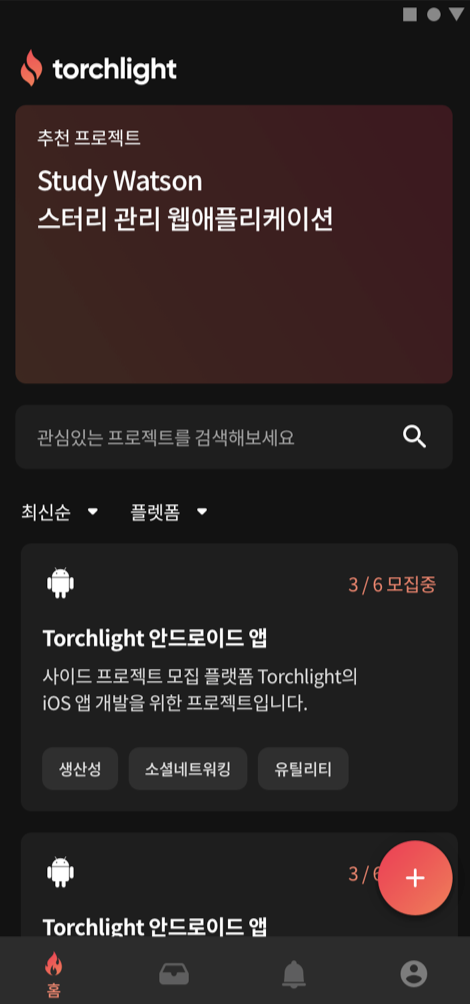 torchlight
추천 프로젝트
Study Watson
스터리 관리 웹애플리케이션
관심있는 프로젝트를 검색해보세요
최신순 플렛폼
3 / 6 모집중
Torchlight 안드로이드 앱
사이드 프로젝트 모집 플랫폼 Torchlight의
iOS 앱 개발을 위한 프로젝트입니다.
생산성 소셜네트워킹 유틸리티
3 / 6
Torchlight 안드로이드 앱
홈